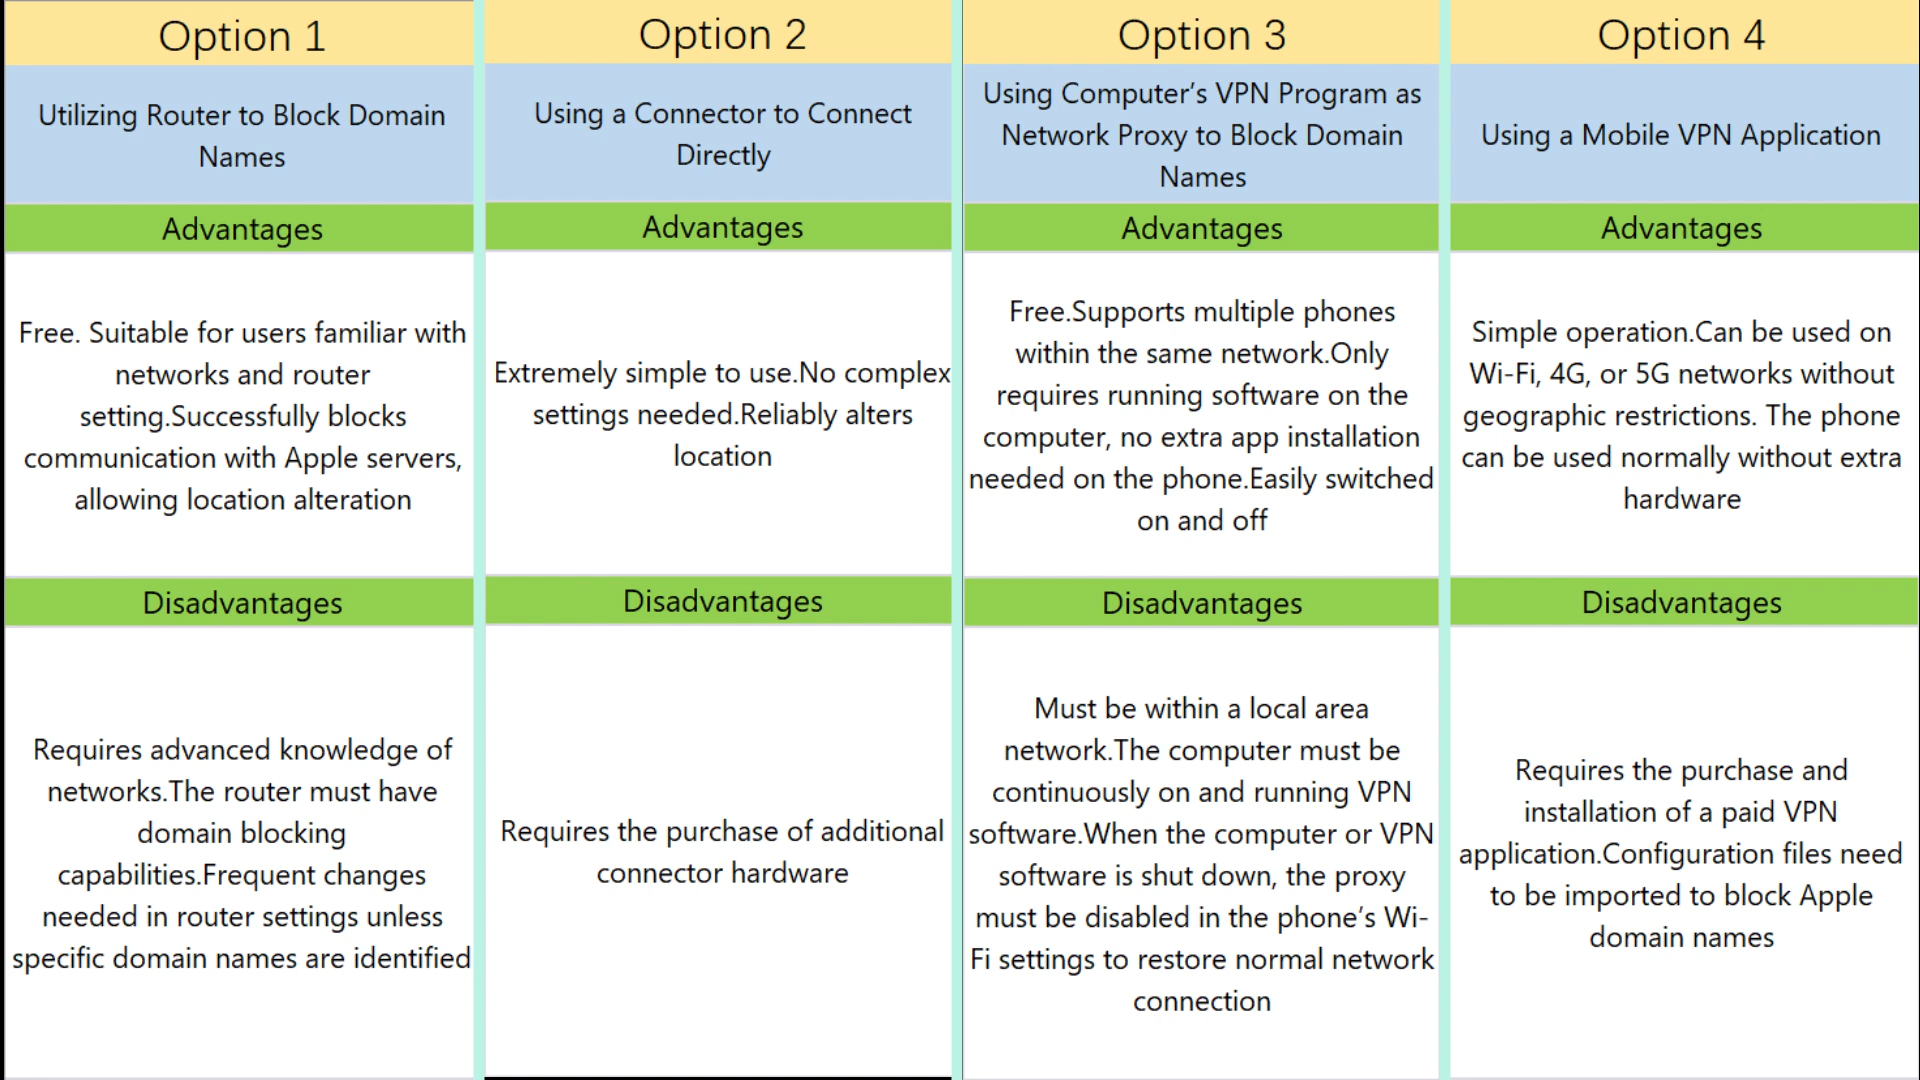 Option 1
Utilizing Router to Block Domain
Names
Advantages
Free. Suitable for users familiar with
networks and router
setting.Successfully blocks
communication with Apple servers,
allowing location alteration
Disadvantages
Requires advanced knowledge of
networks.The router must have
domain blocking
capabilities.Frequent changes
needed in router settings unless
specific domain names are identified
Option 2
Using a Connector to Connect
Directly
Advantages
Extremely simple to use.No complex
settings needed.Reliably alters
location
Disadvantages
Requires the purchase of additional
connector hardware
Option 3
Using Computer’s VPN Program as
Network Proxy to Block Domain
Names
Advantages
Free.Supports multiple phones
within the same network.Only
requires running software on the
computer, no extra app installation
needed on the phone.Easily switched
on and off
Disadvantages
Must be within a local area
network.The computer must be
continuously on and running VPN
software.When the computer or VPN
software is shut down, the proxy
must be disabled in the phone’s Wi-
Fi settings to restore normal network
connection
Option 4
Using a Mobile VPN Application
Advantages
Simple operation.Can be used on
Wi-Fi, 4G, or 5G networks without
geographic restrictions. The phone
can be used normally without extra
hardware
Disadvantages
Requires the purchase and
installation of a paid VPN
application.Configuration files need
to be imported to block Apple
domain names